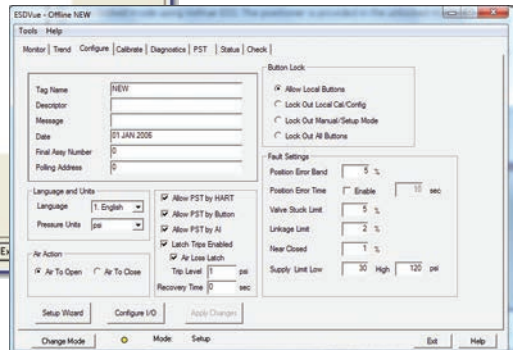 ESDVue - Offline NEW
Tools Help
Monitor Trend Configure Calibrate Diagnostics PST Status Check
Tag Name NEW
Descriptor
Message
Date 01 JAN 2006
Final Assy Number 0
Polling Address 0
Button Lock
Allow Local Buttons
Lock Out Local Cal/Config
Lock Out Manual/Setup Mode
Lock Out All Buttons
Language and Units
Language 1. English
Pressure Units psi
Air Action
Air To Open Air To Close
Allow PST by HART
Allow PST by Button
Allow PST by AI
Latch Trips Enabled
Air Loss Latch
Trip Level 1 psi
Recovery Time 0 sec
Fault Settings
Position Error Band 5 %
Position Error Time Enable 10 sec
Valve Stuck Limit 5 %
Linkage Limit 2 %
Near Closed 1 %
Supply Limit Low 30 High 120 psi
Setup Wizard Configure I/O Apply Changes
Change Mode Mode: Setup Exit Help